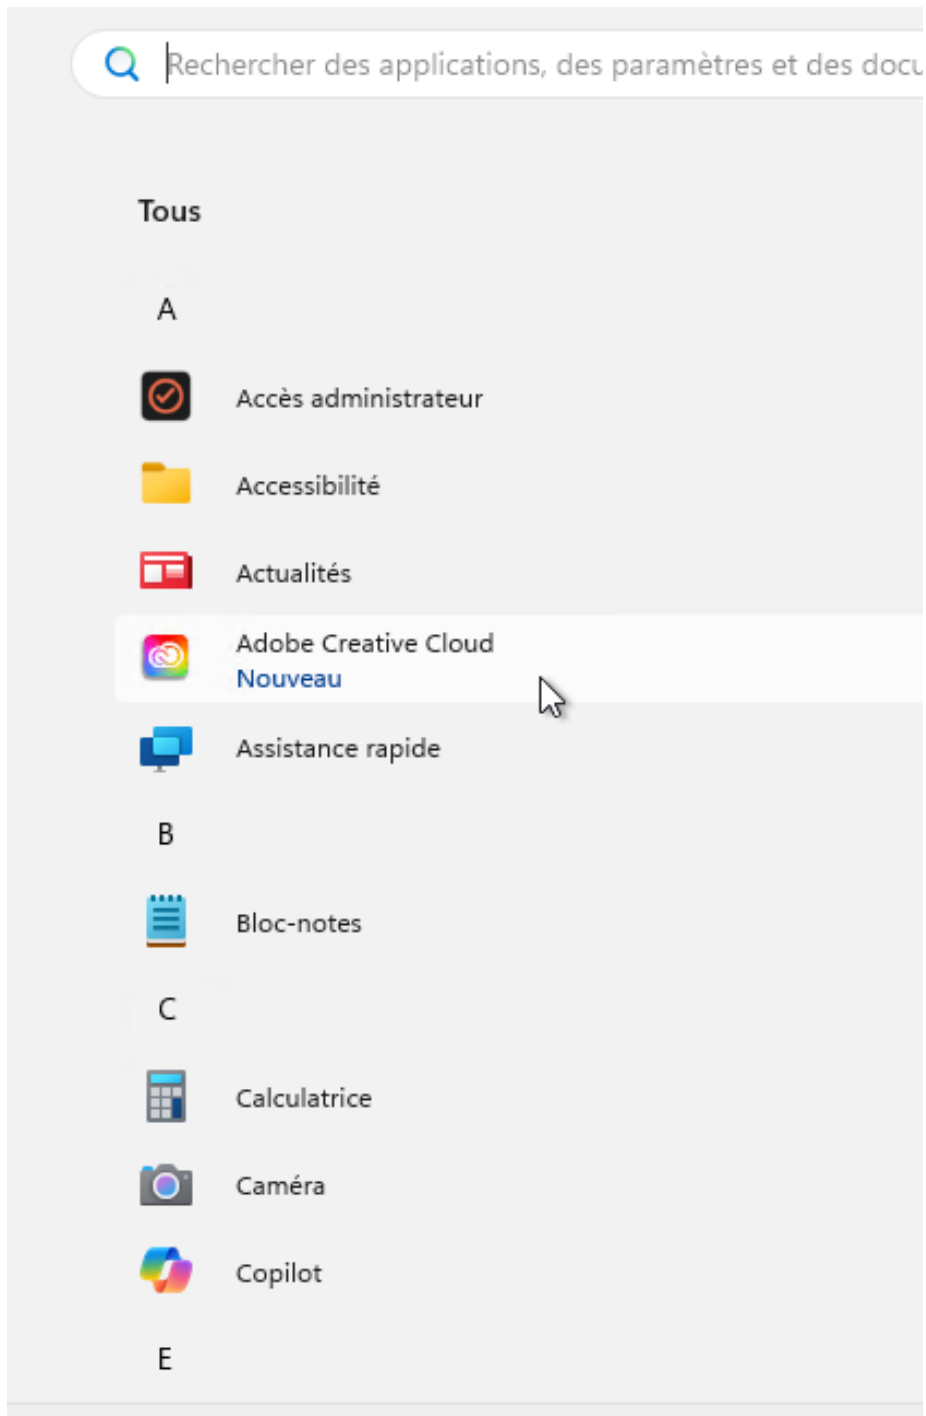 Rechercher des applications, des paramètres et des docu
Tous
A
Accès administrateur
Accessibilité
Actualités
Adobe Creative Cloud
Nouveau
Assistance rapide
B
Bloc-notes
C
Calculatrice
Caméra
Copilot
E